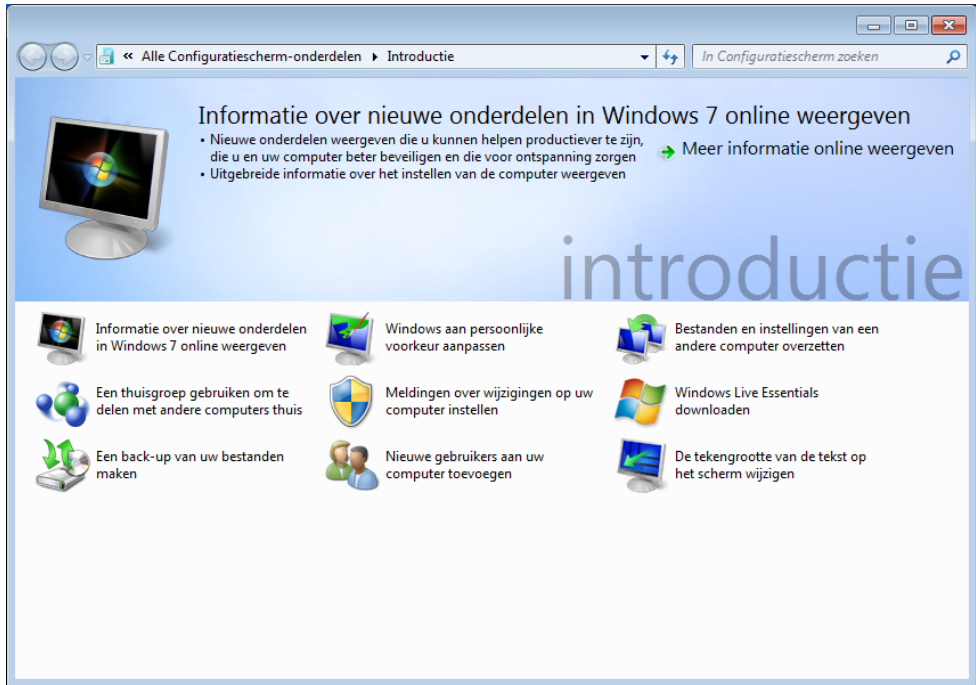 « Alle Configuratiescherm-onderdelen ▸ Introductie
In Configuratiescherm zoeken
Informatie over nieuwe onderdelen in Windows 7 online weergeven
• Nieuwe onderdelen weergeven die u kunnen helpen productiever te zijn,
die u en uw computer beter beveiligen en die voor ontspanning zorgen
• Uitgebreide informatie over het instellen van de computer weergeven
Meer informatie online weergeven
introductie
Informatie over nieuwe onderdelen
in Windows 7 online weergeven
Windows aan persoonlijke
voorkeur aanpassen
Bestanden en instellingen van een
andere computer overzetten
Een thuisgroep gebruiken om te
delen met andere computers thuis
Meldingen over wijzigingen op uw
computer instellen
Windows Live Essentials
downloaden
Een back-up van uw bestanden
maken
Nieuwe gebruikers aan uw
computer toevoegen
De tekengrootte van de tekst op
het scherm wijzigen